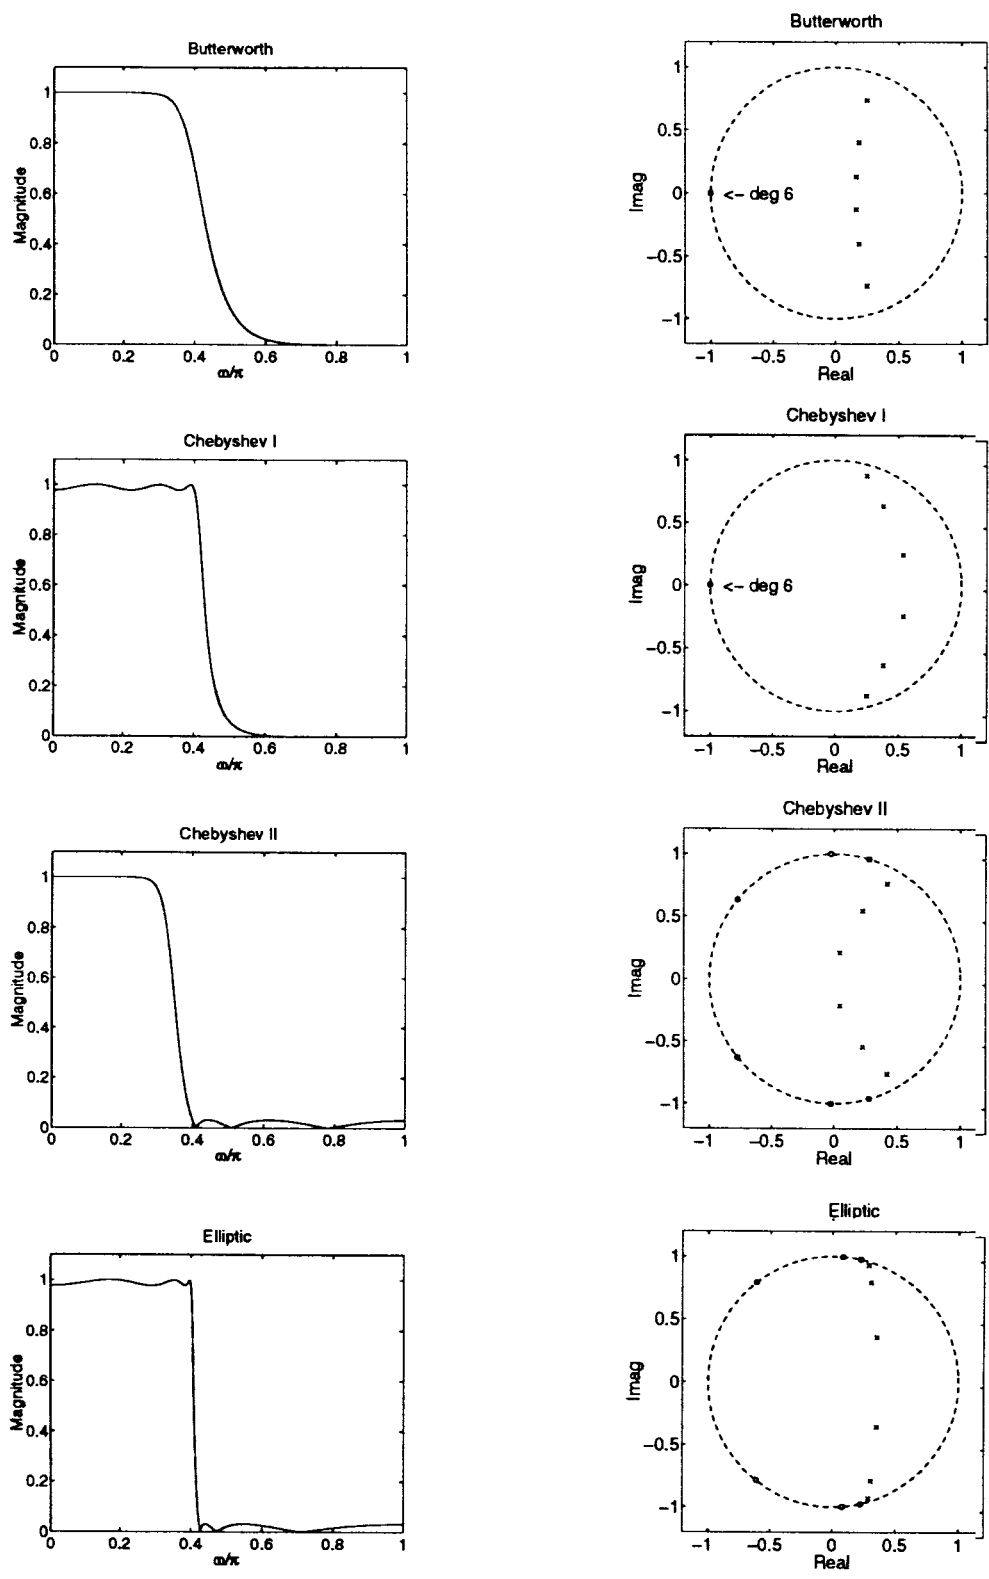 Butterworth
Magnitude
1
0.8
0.6
0.4
0.2
0
0 0.2 0.4 0.6 0.8 1
ω/π
Butterworth
Imag
1
0.5
0
−0.5
−1
<− deg 6
−1 −0.5 0 0.5 1
Real
Chebyshev I
Magnitude
1
0.8
0.6
0.4
0.2
0
0 0.2 0.4 0.6 0.8 1
ω/π
Chebyshev I
Imag
1
0.5
0
−0.5
−1
<− deg 6
−1 −0.5 0 0.5 1
Real
Chebyshev II
Magnitude
1
0.8
0.6
0.4
0.2
0
0 0.2 0.4 0.6 0.8 1
ω/π
Chebyshev II
Imag
1
0.5
0
−0.5
−1
−1 −0.5 0 0.5 1
Real
Elliptic
Magnitude
1
0.8
0.6
0.4
0.2
0
0 0.2 0.4 0.6 0.8 1
ω/π
Elliptic
Imag
1
0.5
0
−0.5
−1
−1 −0.5 0 0.5 1
Real